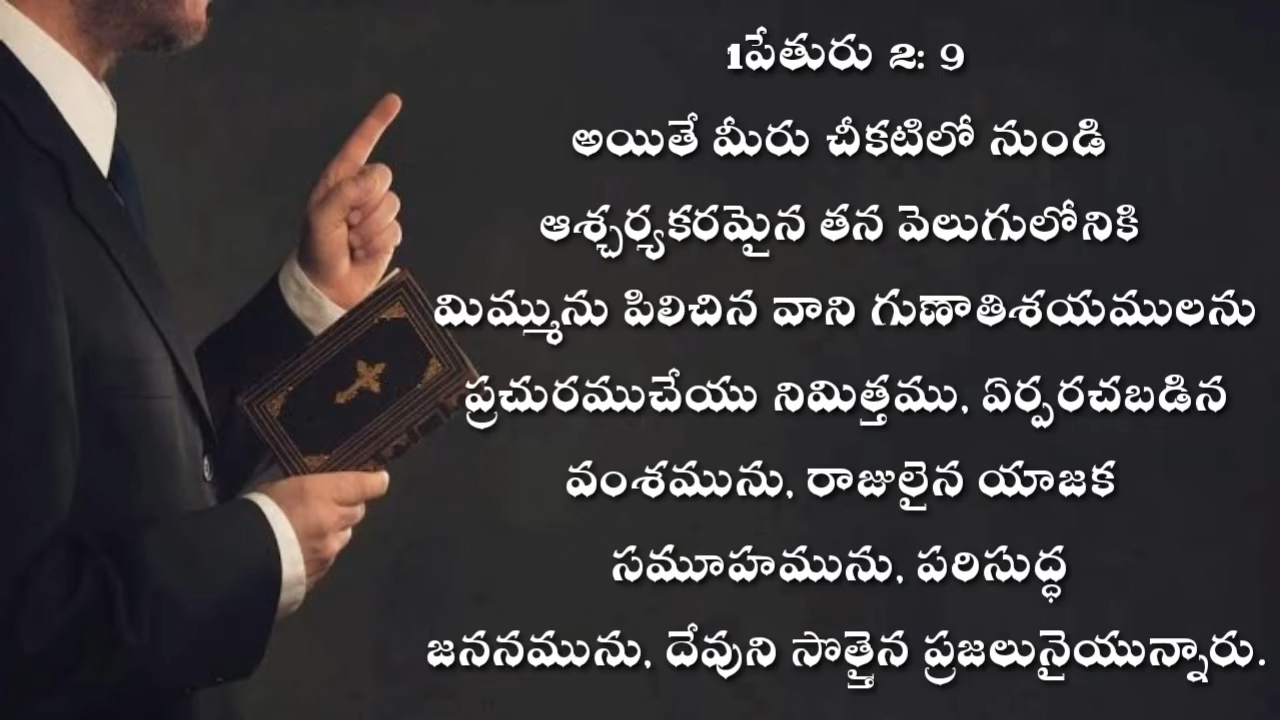 1పేతురు 2: 9
అయితే మీరు చీకటిలో నుండి
ఆశ్చర్యకరమైన తన వెలుగులోనికి
మిమ్మును పిలిచిన వాని గుణాతిశయములను
ప్రచురముచేయు నిమిత్తము, ఏర్పరచబడిన
వంశమును, రాజులైన యాజక
సమూహమును, పరిసుద్ధ
జననమును, దేవుని సొత్తైన ప్రజలునైయున్నారు.